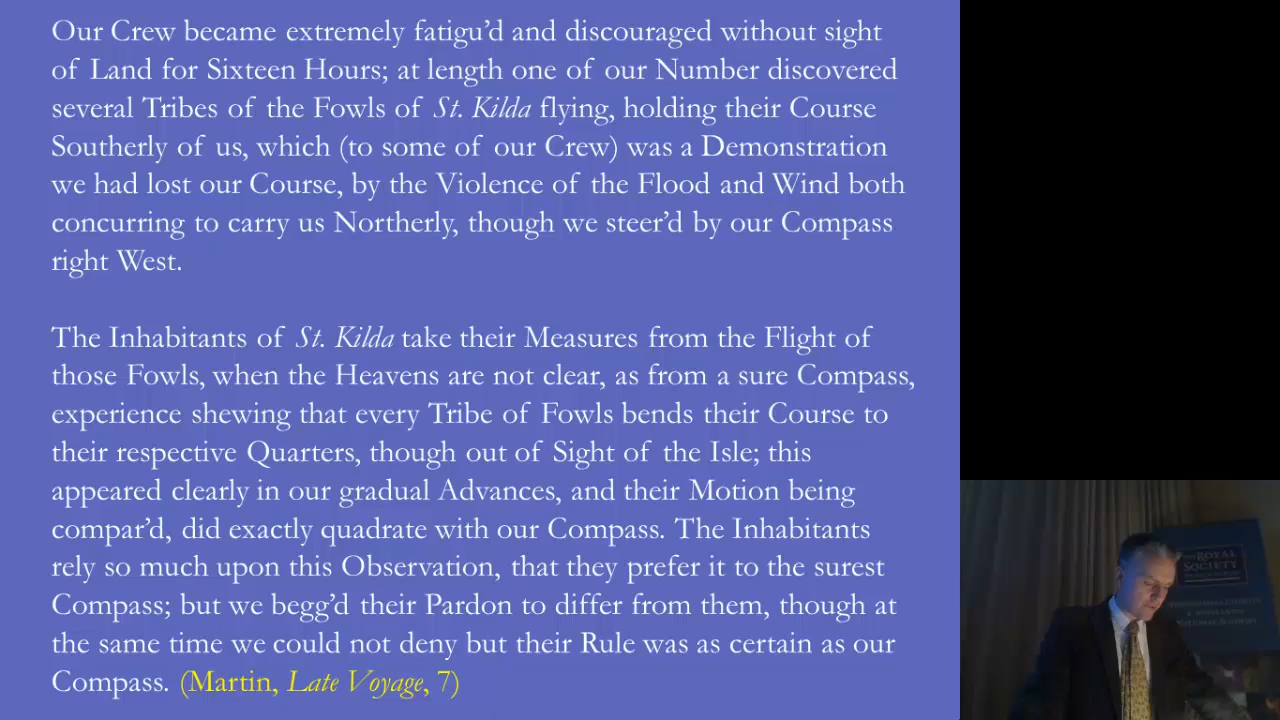 Our Crew became extremely fatigu’d and discouraged without sight
of Land for Sixteen Hours; at length one of our Number discovered
several Tribes of the Fowls of St. Kilda flying, holding their Course
Southerly of us, which (to some of our Crew) was a Demonstration
we had lost our Course, by the Violence of the Flood and Wind both
concurring to carry us Northerly, though we steer’d by our Compass
right West.
The Inhabitants of St. Kilda take their Measures from the Flight of
those Fowls, when the Heavens are not clear, as from a sure Compass,
experience shewing that every Tribe of Fowls bends their Course to
their respective Quarters, though out of Sight of the Isle; this
appeared clearly in our gradual Advances, and their Motion being
compar’d, did exactly quadrate with our Compass. The Inhabitants
rely so much upon this Observation, that they prefer it to the surest
Compass; but we begg’d their Pardon to differ from them, though at
the same time we could not deny but their Rule was as certain as our
Compass. (Martin, Late Voyage, 7)
ROYAL
SOCIETY